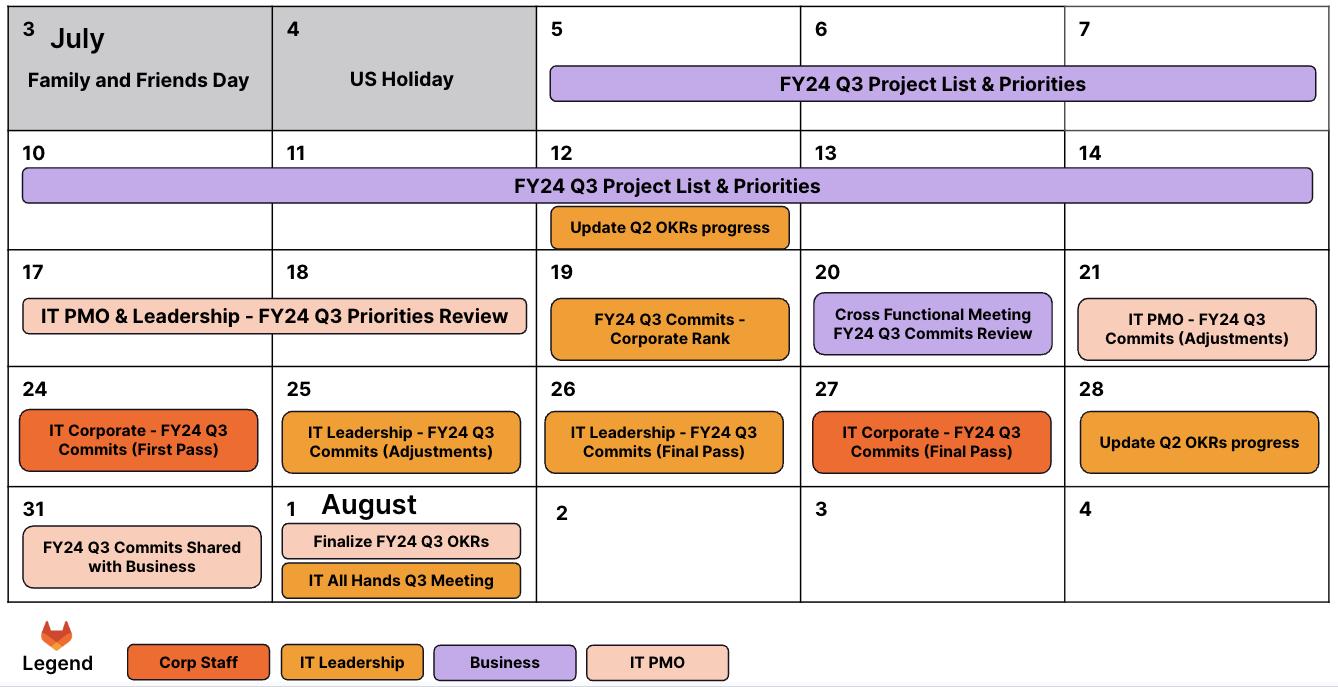 3 July
Family and Friends Day
4
US Holiday
5
6
7
FY24 Q3 Project List & Priorities
10
11
12
13
14
FY24 Q3 Project List & Priorities
Update Q2 OKRs progress
17
18
19
20
21
IT PMO & Leadership - FY24 Q3 Priorities Review
FY24 Q3 Commits -
Corporate Rank
Cross Functional Meeting
FY24 Q3 Commits Review
IT PMO - FY24 Q3
Commits (Adjustments)
24
IT Corporate - FY24 Q3
Commits (First Pass)
25
IT Leadership - FY24 Q3
Commits (Adjustments)
26
IT Leadership - FY24 Q3
Commits (Final Pass)
27
IT Corporate - FY24 Q3
Commits (Final Pass)
28
Update Q2 OKRs progress
31
FY24 Q3 Commits Shared
with Business
1 August
Finalize FY24 Q3 OKRs
IT All Hands Q3 Meeting
2
3
4
Legend
Corp Staff
IT Leadership
Business
IT PMO